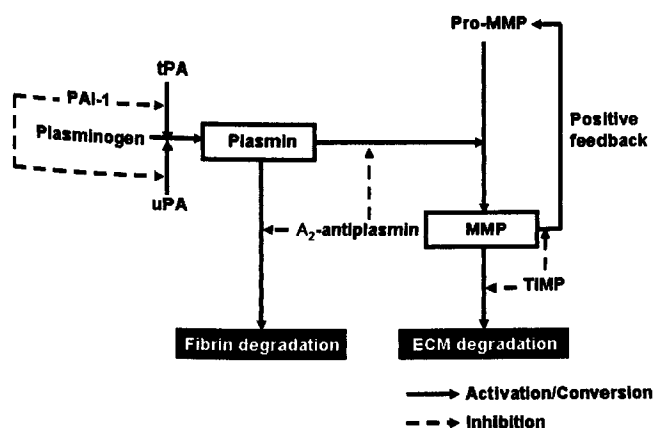 Pro-MMP
tPA
PAI-1
Positive
feedback
Plasminogen
Plasmin
uPA
A₂-antiplasmin
MMP
TIMP
Fibrin degradation
ECM degradation
Activation/Conversion
Inhibition